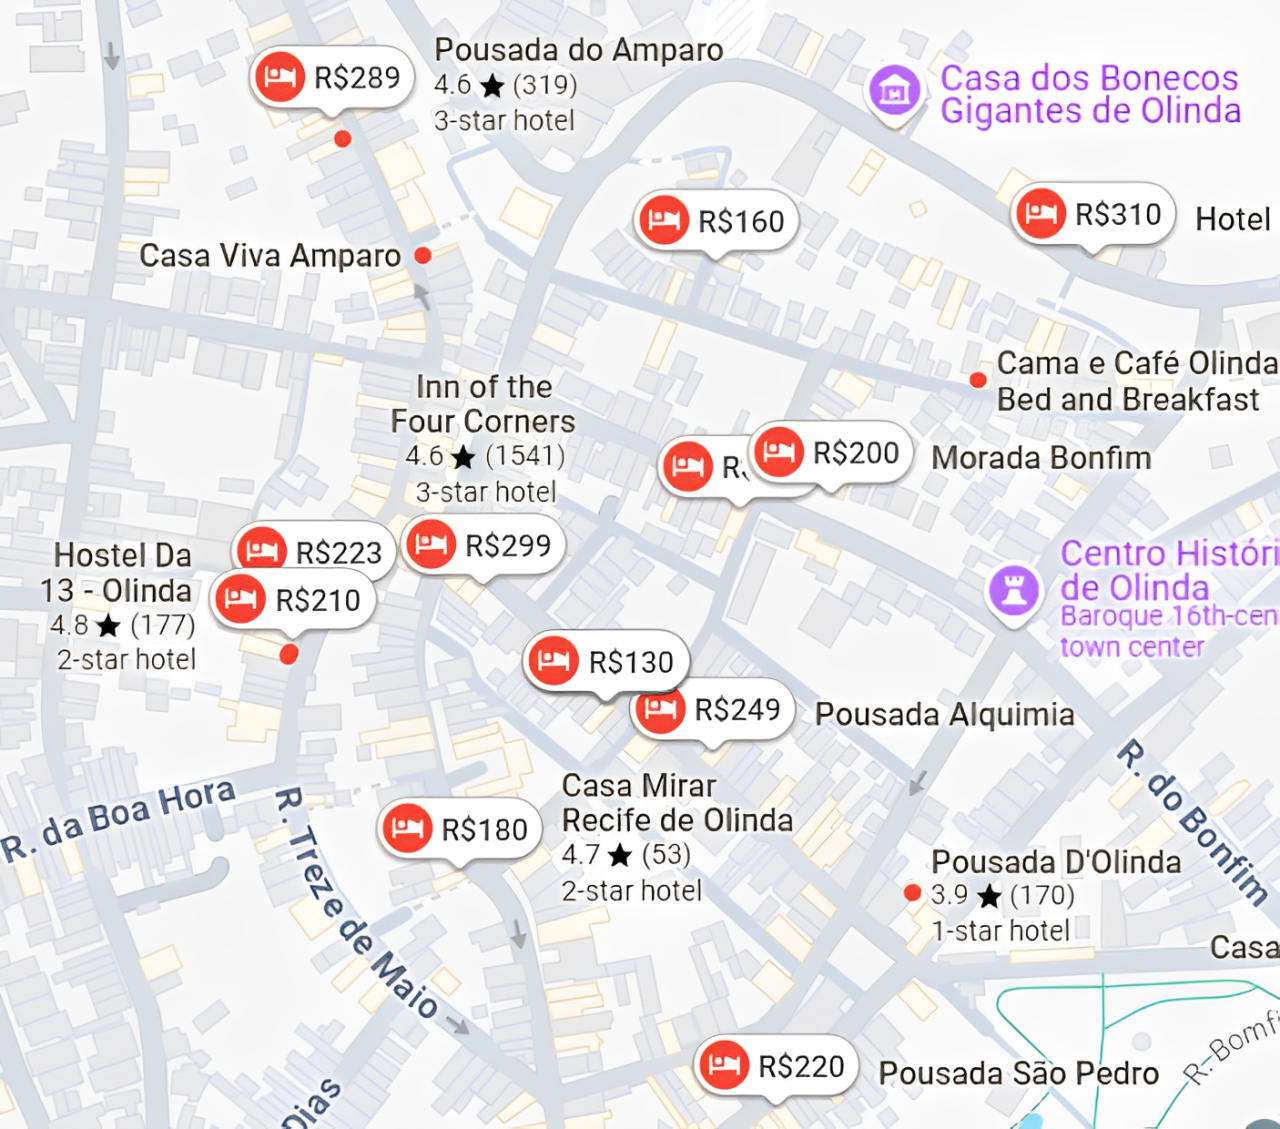 R$289
Pousada do Amparo
4.6 ★ (319)
3-star hotel
Casa dos Bonecos
Gigantes de Olinda
R$160
R$310
Hotel
Casa Viva Amparo
Cama e Café Olinda
Bed and Breakfast
Inn of the
Four Corners
4.6 ★ (1541)
3-star hotel
R$200
Morada Bonfim
R$223
R$299
Hostel Da
13 - Olinda
4.8 ★ (177)
2-star hotel
R$210
Centro Históri
de Olinda
Baroque 16th-cen
town center
R$130
R$249
Pousada Alquimia
R. da Boa Hora
R. Treze de Maio
R$180
Casa Mirar
Recife de Olinda
4.7 ★ (53)
2-star hotel
R. do Bonfim
Pousada D'Olinda
3.9 ★ (170)
1-star hotel
Casa
R$220
Pousada São Pedro
R. Bomfi
Dias